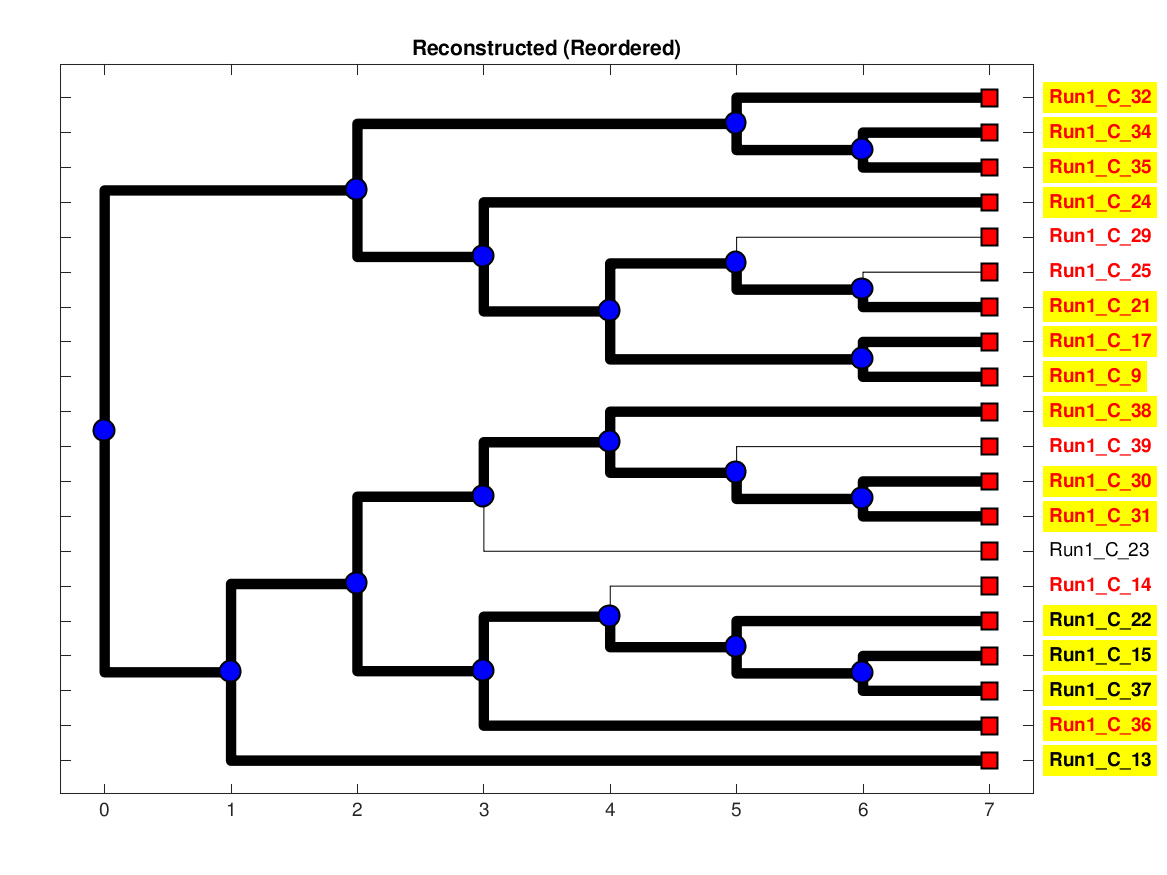 Reconstructed (Reordered)
Run1_C_32
Run1_C_34
Run1_C_35
Run1_C_24
Run1_C_29
Run1_C_25
Run1_C_21
Run1_C_17
Run1_C_9
Run1_C_38
Run1_C_39
Run1_C_30
Run1_C_31
Run1_C_23
Run1_C_14
Run1_C_22
Run1_C_15
Run1_C_37
Run1_C_36
Run1_C_13
0 1 2 3 4 5 6 7